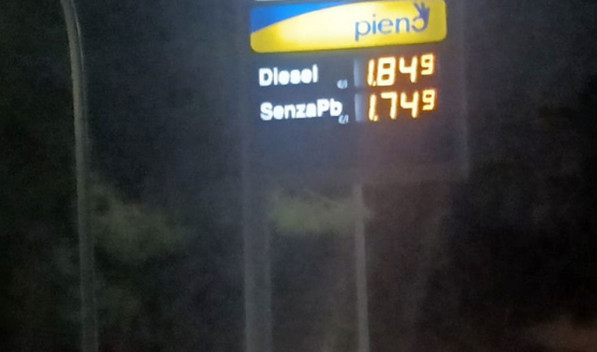 pieno
Diesel €/l 1.849
SenzaPb €/l 1.749